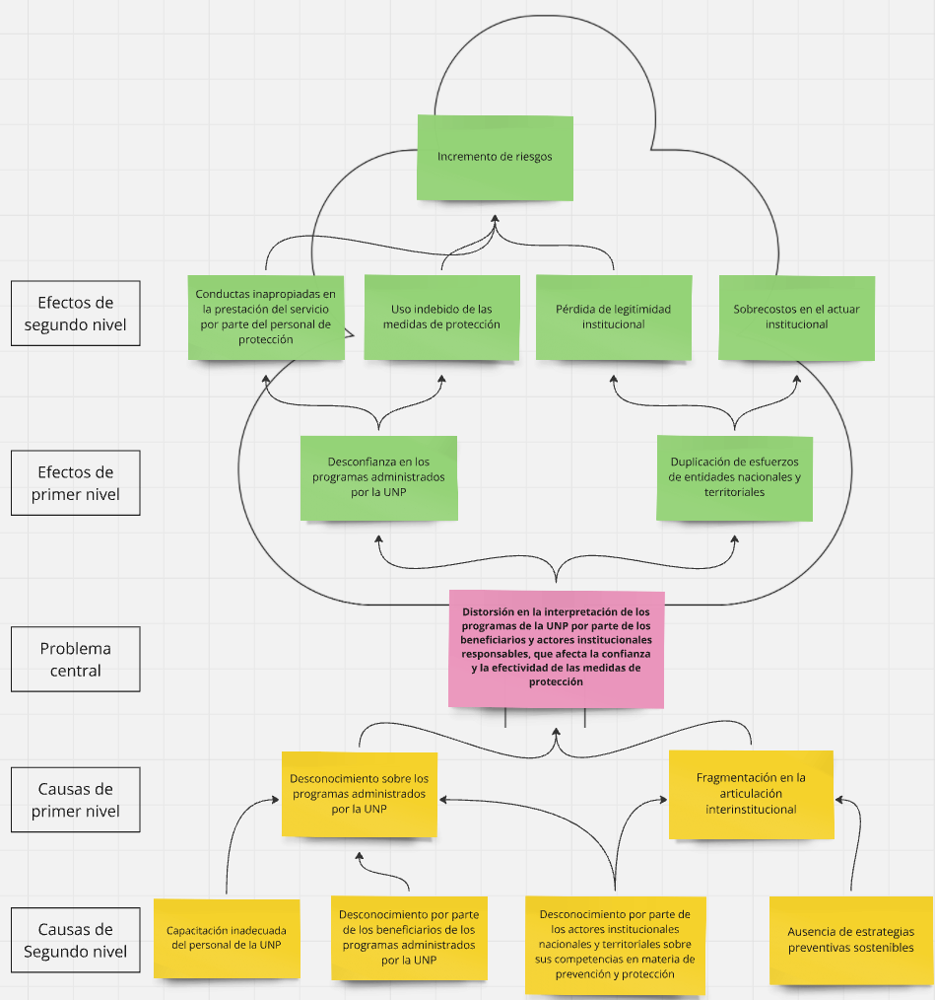 Incremento de riesgos
Efectos de
segundo nivel
Conductas inapropiadas en
la prestación del servicio
por parte del personal de
protección
Uso indebido de las
medidas de protección
Pérdida de legitimidad
institucional
Sobrecostos en el actuar
institucional
Efectos de
primer nivel
Desconfianza en los
programas administrados
por la UNP
Duplicación de esfuerzos
de entidades nacionales y
territoriales
Problema
central
Distorsión en la interpretación de los
programas de la UNP por parte de los
beneficiarios y actores institucionales
responsables, que afecta la confianza
y la efectividad de las medidas de
protección
Causas de
primer nivel
Desconocimiento sobre los
programas administrados
por la UNP
Fragmentación en la
articulación
interinstitucional
Causas de
Segundo nivel
Capacitación inadecuada
del personal de la UNP
Desconocimiento por parte
de los beneficiarios de los
programas administrados
por la UNP
Desconocimiento por parte de
los actores institucionales
nacionales y territoriales sobre
sus competencias en materia de
prevención y protección
Ausencia de estrategias
preventivas sostenibles